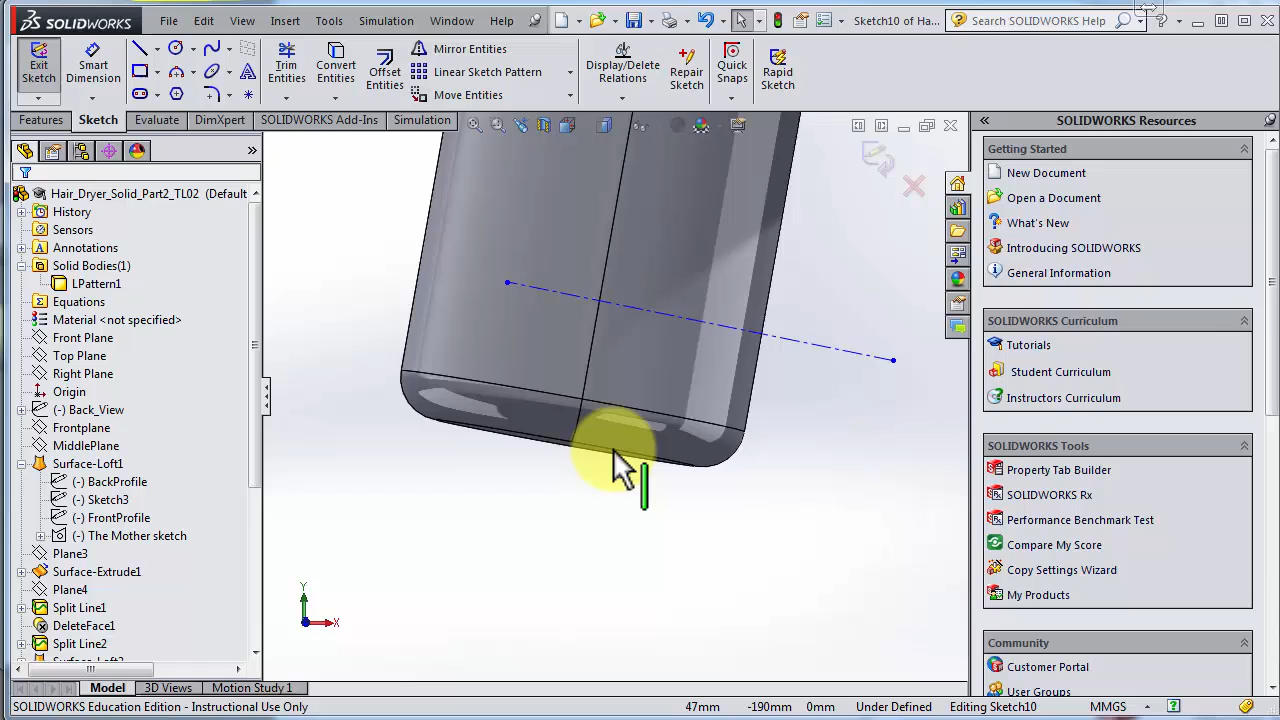 SOLIDWORKS File Edit View Insert Tools Simulation Window Help Sketch10 of Ha... Search SOLIDWORKS Help
Exit Sketch
Smart Dimension
Trim Entities
Convert Entities
Offset Entities
Mirror Entities
Linear Sketch Pattern
Move Entities
Display/Delete Relations
Repair Sketch
Quick Snaps
Rapid Sketch
Features Sketch Evaluate DimXpert SOLIDWORKS Add-Ins Simulation
Hair_Dryer_Solid_Part2_TL02 (Default
History
Sensors
Annotations
Solid Bodies(1)
LPattern1
Equations
Material <not specified>
Front Plane
Top Plane
Right Plane
Origin
(-) Back_View
Frontplane
MiddlePlane
Surface-Loft1
(-) BackProfile
(-) Sketch3
(-) FrontProfile
(-) The Mother sketch
Plane3
Surface-Extrude1
Plane4
Split Line1
DeleteFace1
Split Line2
Y
X
SOLIDWORKS Resources
Getting Started
New Document
Open a Document
What's New
Introducing SOLIDWORKS
General Information
SOLIDWORKS Curriculum
Tutorials
Student Curriculum
Instructors Curriculum
SOLIDWORKS Tools
Property Tab Builder
SOLIDWORKS Rx
Performance Benchmark Test
Compare My Score
Copy Settings Wizard
My Products
Community
Customer Portal
User Groups
Model 3D Views Motion Study 1
SOLIDWORKS Education Edition - Instructional Use Only 47mm -190mm 0mm Under Defined Editing Sketch10 MMGS